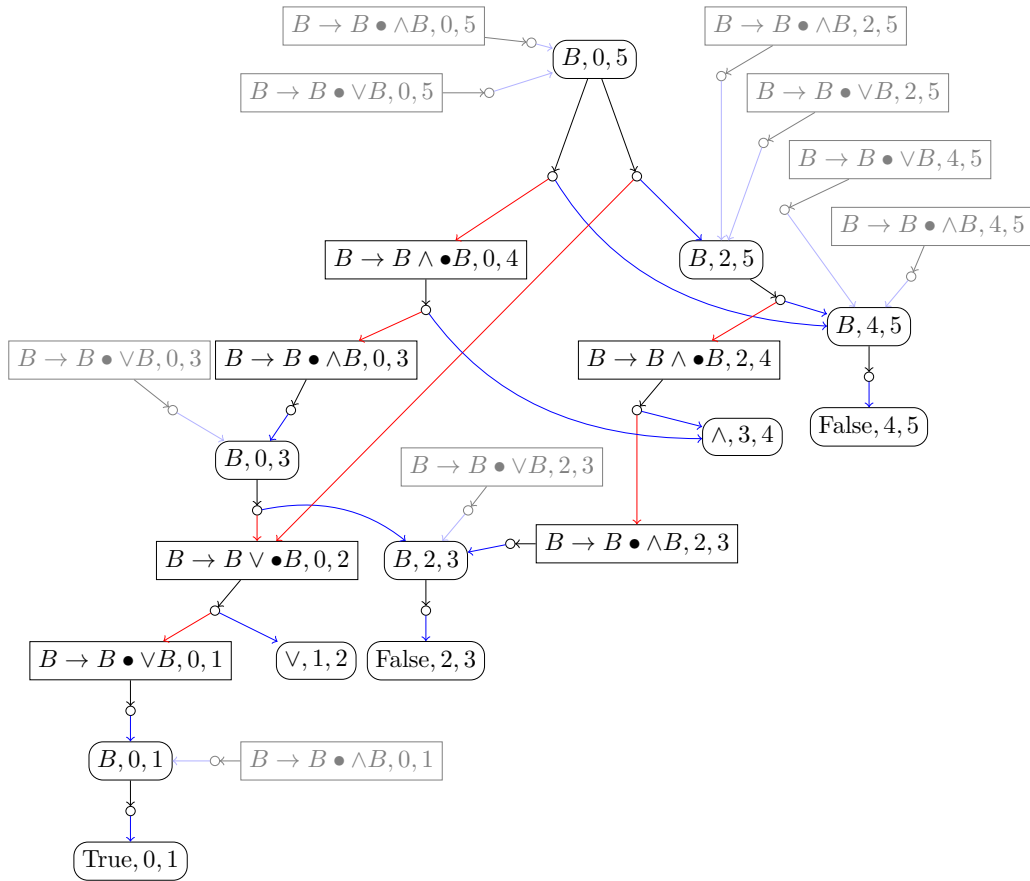 B → B • ∧B, 0, 5
B → B • ∧B, 2, 5
B, 0, 5
B → B • ∨B, 0, 5
B → B • ∨B, 2, 5
B → B • ∨B, 4, 5
B → B • ∧B, 4, 5
B → B ∧ •B, 0, 4
B, 2, 5
B, 4, 5
B → B • ∨B, 0, 3
B → B • ∧B, 0, 3
B → B ∧ •B, 2, 4
False, 4, 5
∧, 3, 4
B, 0, 3
B → B • ∨B, 2, 3
B → B ∨ •B, 0, 2
B, 2, 3
B → B • ∧B, 2, 3
B → B • ∨B, 0, 1
∨, 1, 2
False, 2, 3
B, 0, 1
B → B • ∧B, 0, 1
True, 0, 1